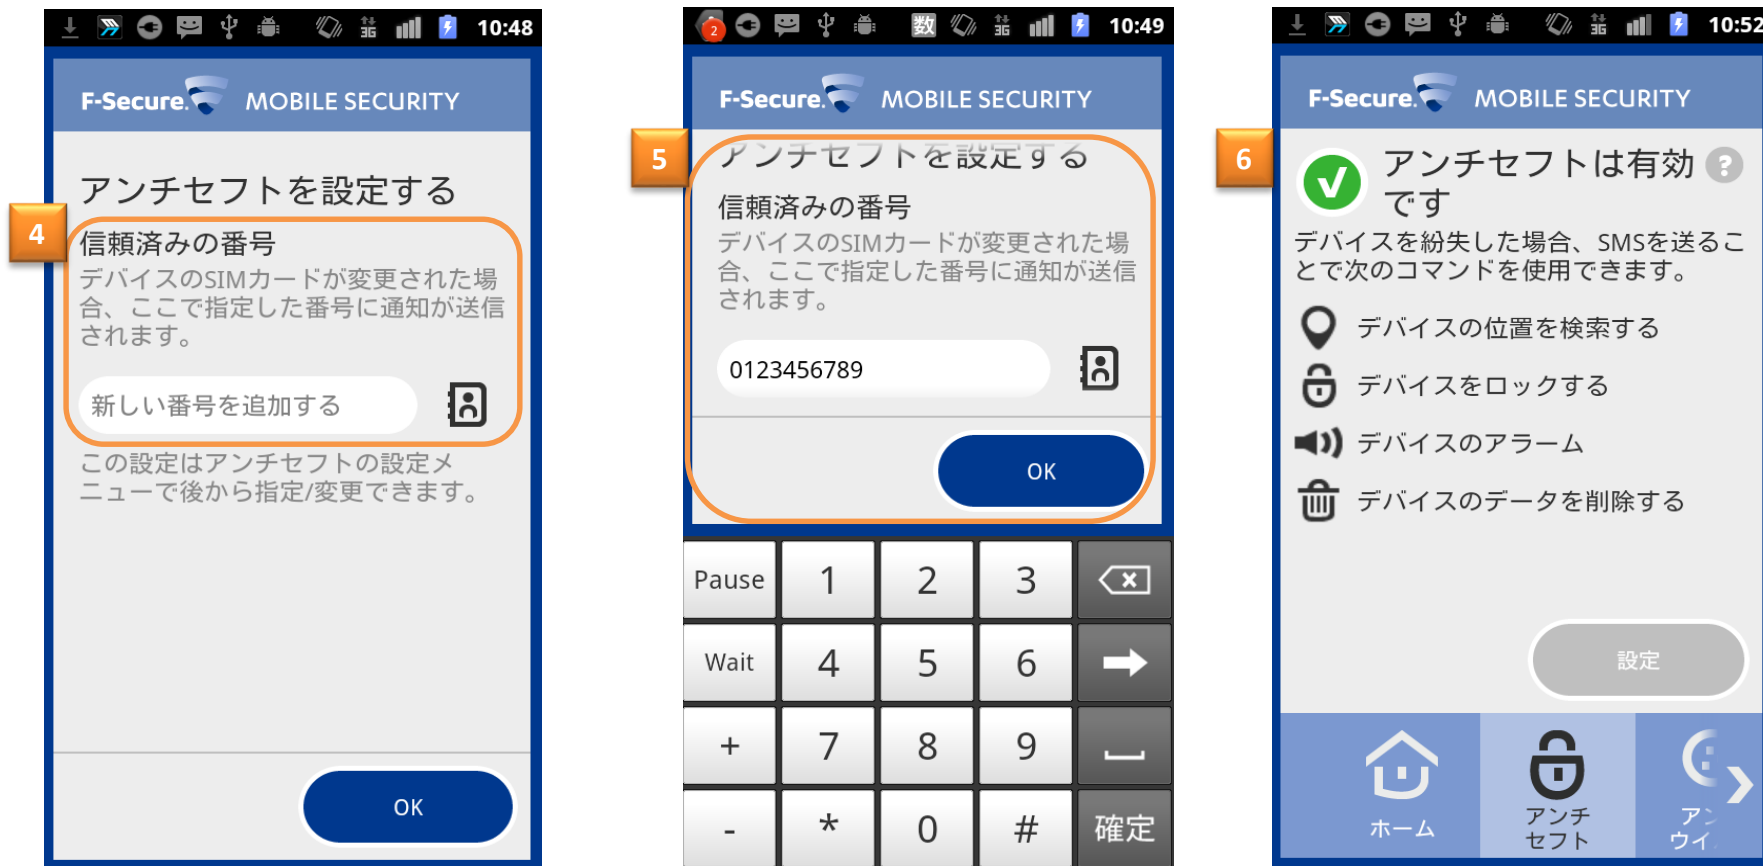 10:48
F-Secure. MOBILE SECURITY
アンチセフトを設定する
4
信頼済みの番号
デバイスのSIMカードが変更された場
合、ここで指定した番号に通知が送信
されます。
新しい番号を追加する
この設定はアンチセフトの設定メ
ニューで後から指定/変更できます。
OK
2
数
3G
10:49
F-Secure. MOBILE SECURITY
5
アンチセフトを設定する
信頼済みの番号
デバイスのSIMカードが変更された場
合、ここで指定した番号に通知が送信
されます。
0123456789
OK
Pause 1 2 3
Wait 4 5 6
+ 7 8 9
- * 0 # 確定
3G
10:52
F-Secure. MOBILE SECURITY
6
アンチセフトは有効 ?
です
デバイスを紛失した場合、SMSを送るこ
とで次のコマンドを使用できます。
デバイスの位置を検索する
デバイスをロックする
デバイスのアラーム
デバイスのデータを削除する
設定
ホーム
アンチ
セフト
アン
ウイ